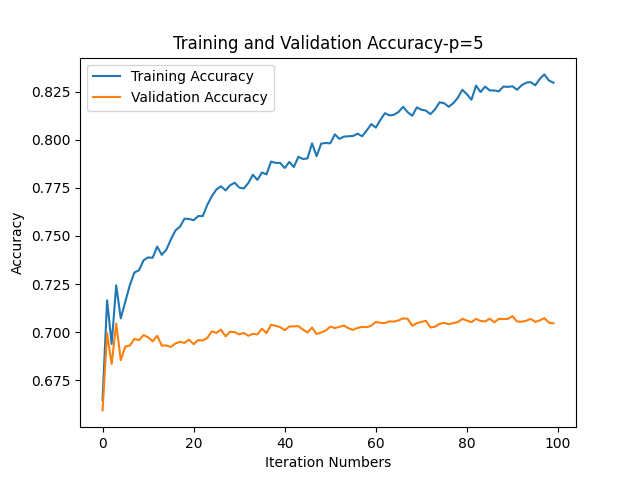 Training and Validation Accuracy-p=5
Training Accuracy
Validation Accuracy
0.825
0.800
0.775
0.750
0.725
0.700
0.675
Accuracy
0 20 40 60 80 100
Iteration Numbers